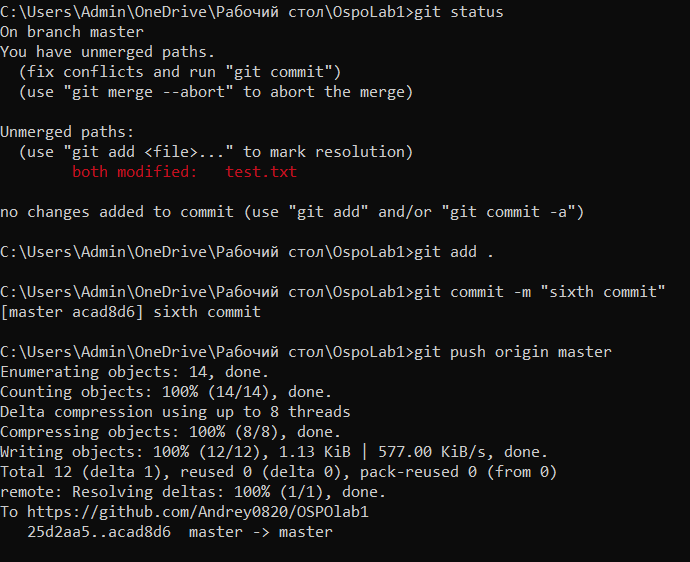 C:\Users\Admin\OneDrive\Рабочий стол\OspoLab1>git status
On branch master
You have unmerged paths.
  (fix conflicts and run "git commit")
  (use "git merge --abort" to abort the merge)
Unmerged paths:
  (use "git add <file>..." to mark resolution)
        both modified:   test.txt
no changes added to commit (use "git add" and/or "git commit -a")
C:\Users\Admin\OneDrive\Рабочий стол\OspoLab1>git add .
C:\Users\Admin\OneDrive\Рабочий стол\OspoLab1>git commit -m "sixth commit"
[master acad8d6] sixth commit
C:\Users\Admin\OneDrive\Рабочий стол\OspoLab1>git push origin master
Enumerating objects: 14, done.
Counting objects: 100% (14/14), done.
Delta compression using up to 8 threads
Compressing objects: 100% (8/8), done.
Writing objects: 100% (12/12), 1.13 KiB | 577.00 KiB/s, done.
Total 12 (delta 1), reused 0 (delta 0), pack-reused 0 (from 0)
remote: Resolving deltas: 100% (1/1), done.
To https://github.com/Andrey0820/OSPOlab1
   25d2aa5..acad8d6  master -> master